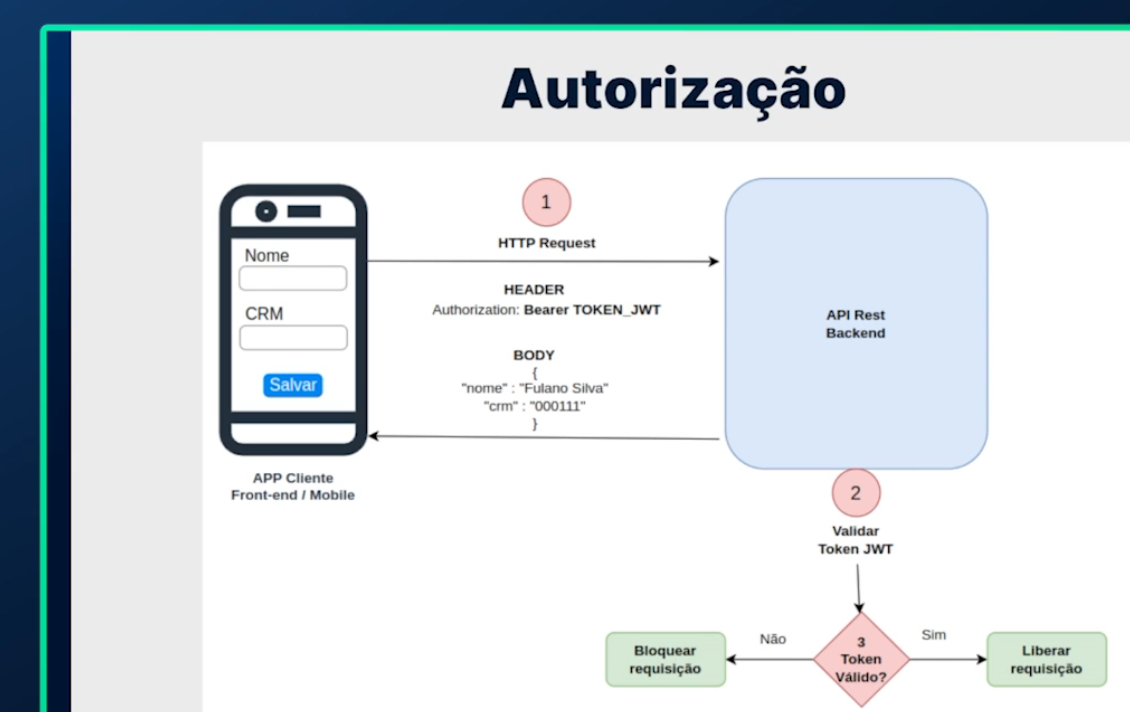 Autorização
Nome
CRM
Salvar
APP Cliente
Front-end / Mobile
1
HTTP Request
HEADER
Authorization: Bearer TOKEN_JWT
BODY
{
"nome" : "Fulano Silva"
"crm" : "000111"
}
API Rest
Backend
2
Validar
Token JWT
3
Token
Válido?
Não
Bloquear
requisição
Sim
Liberar
requisição